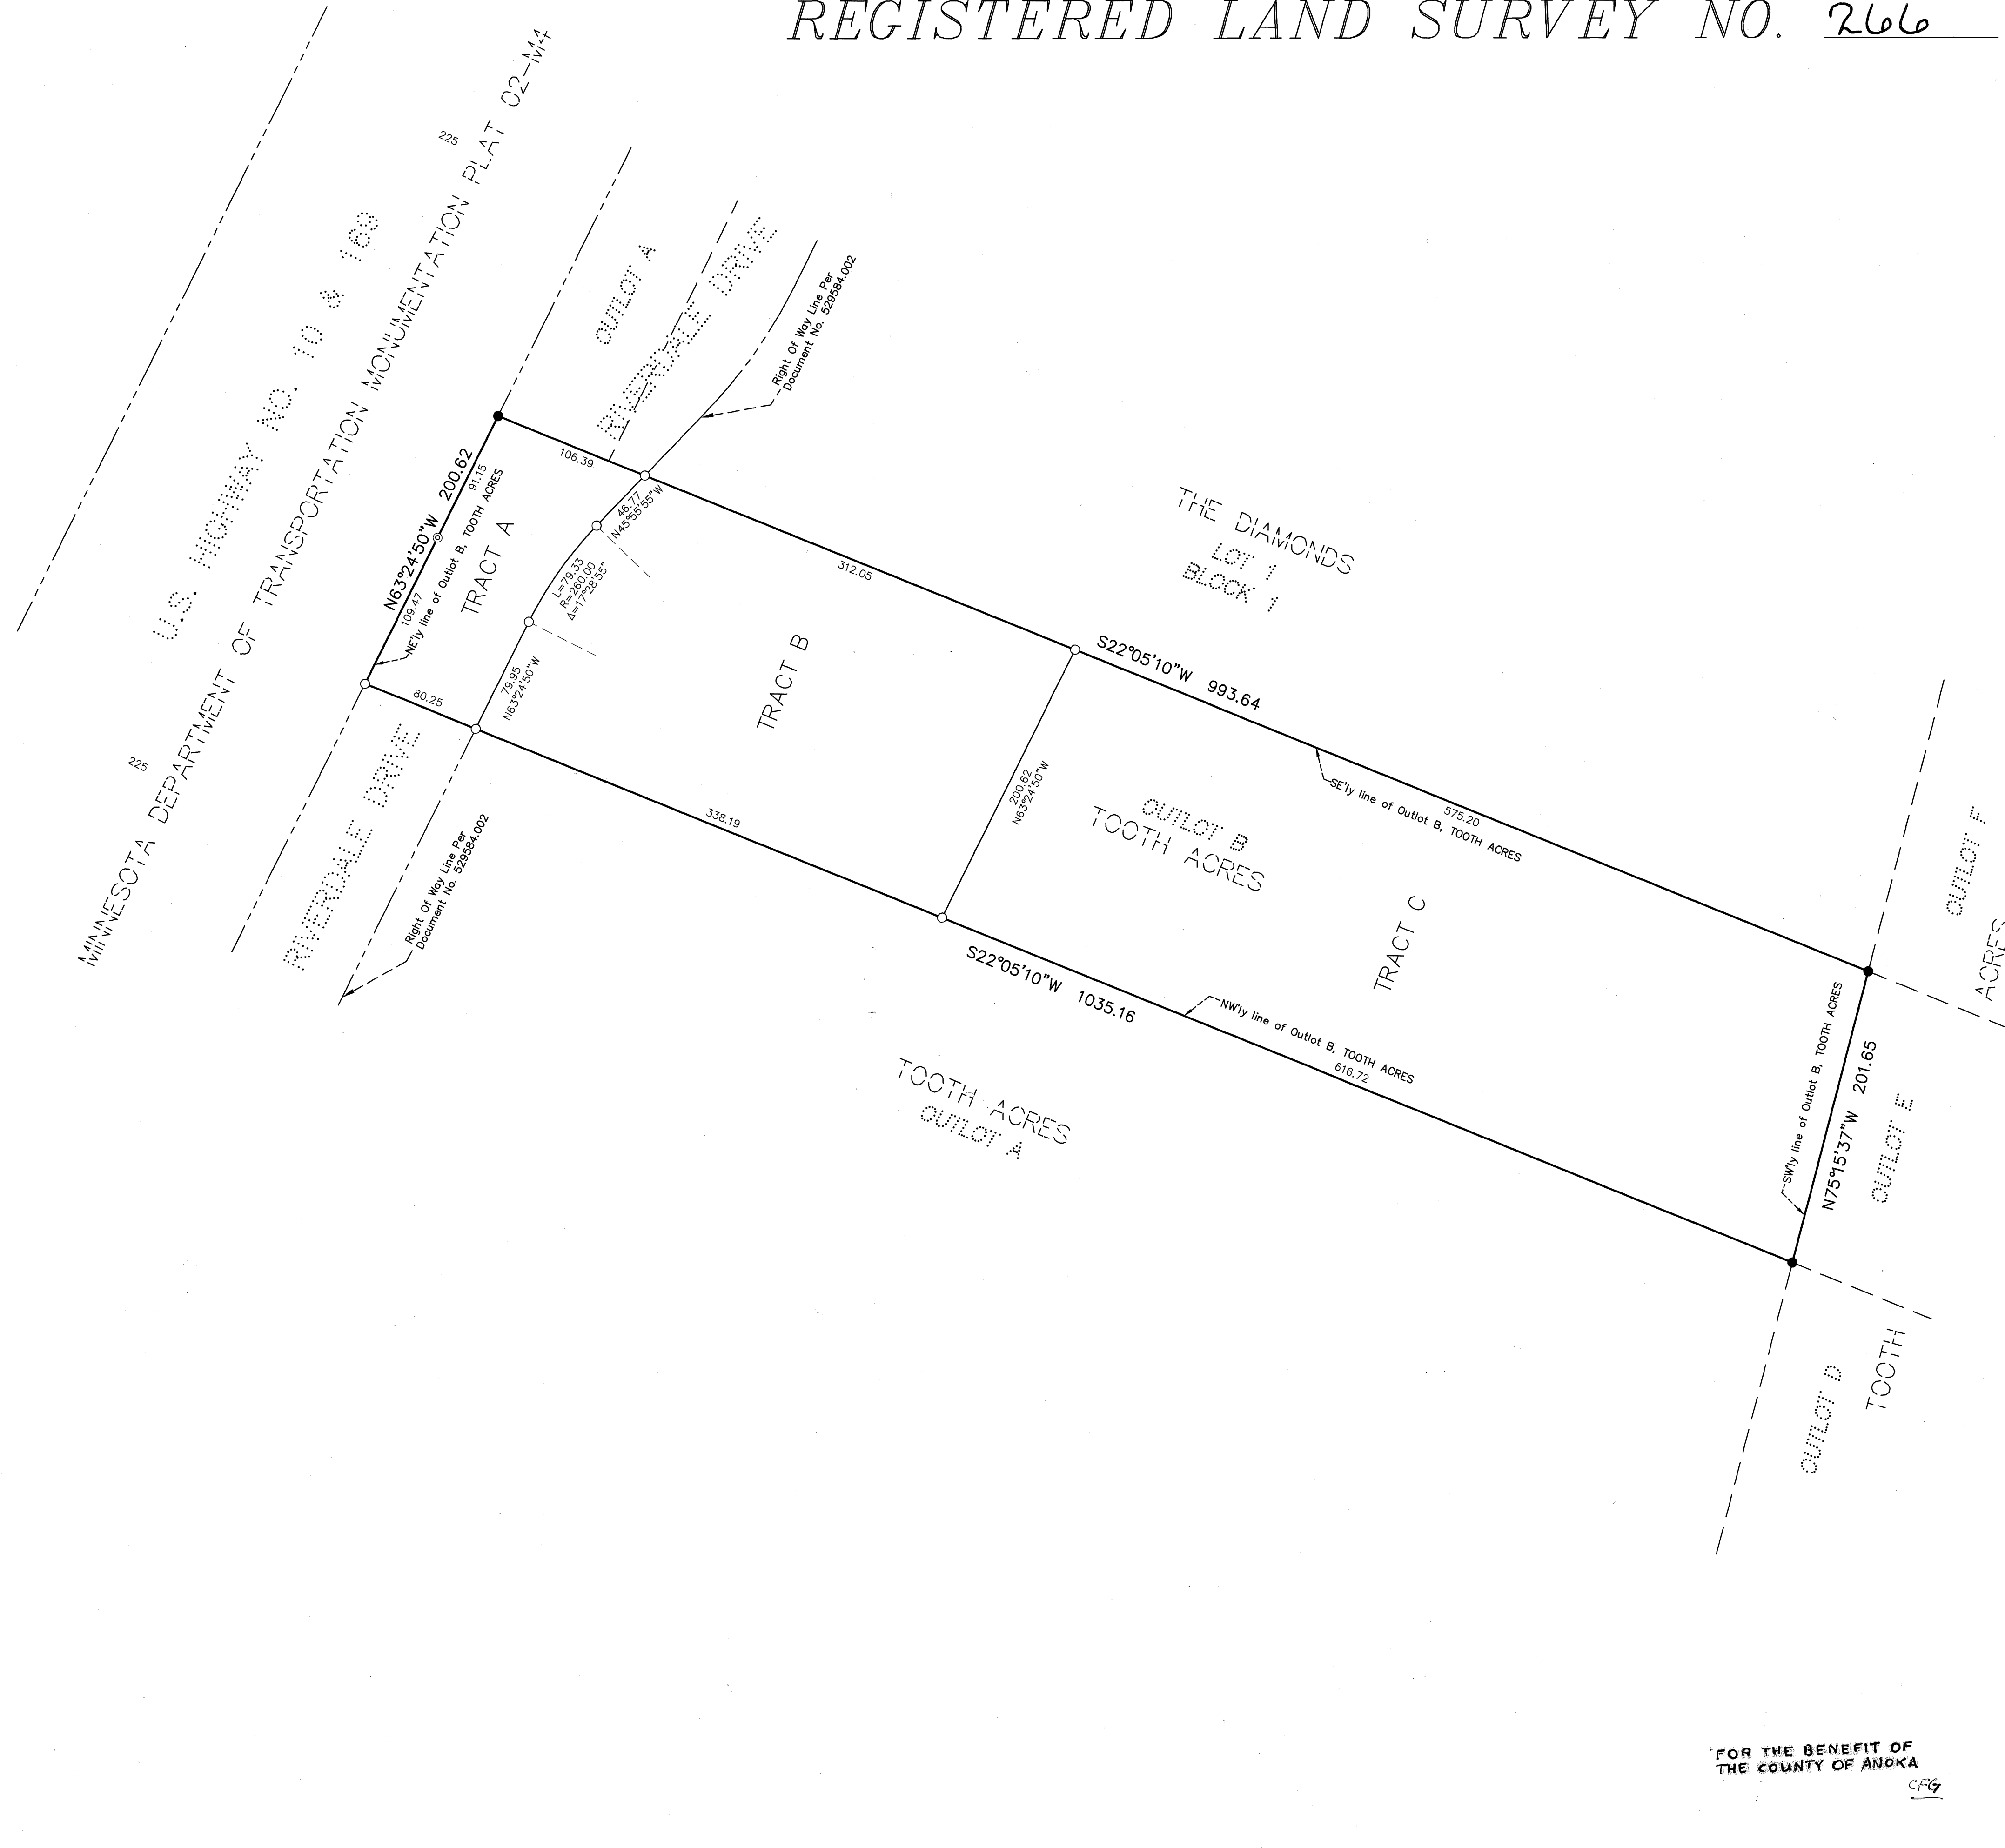 REGISTERED LAND SURVEY NO. 266
MINNESOTA DEPARTMENT OF TRANSPORTATION MONUMENTATION PLAT 02-M4
225
U.S. HIGHWAY NO. 10 & 169
OUTLOT A
RIVERDALE DRIVE
Right Of Way Line Per
Document No. 529584.002
N63°24'50"W 200.62
91.15
109.47
NE'ly line of Outlot B, TOOTH ACRES
TRACT A
106.39
46.77
N45°55'55"W
L=79.33
R=260.00
Δ=17°28'55"
79.95
N63°24'50"W
80.25
312.05
TRACT B
338.19
THE DIAMONDS
LOT 1
BLOCK 1
S22°05'10"W 993.64
200.62
N63°24'50"W
SE'ly line of Outlot B, TOOTH ACRES
575.20
OUTLOT B
TOOTH ACRES
TRACT C
225
RIVERDALE DRIVE
Right Of Way Line Per
Document No. 529584.002
S22°05'10"W 1035.16
NW'ly line of Outlot B, TOOTH ACRES
616.72
TOOTH ACRES
OUTLOT A
SW'ly line of Outlot B, TOOTH ACRES
N75°15'37"W 201.65
OUTLOT F
ACRES
OUTLOT E
OUTLOT D
TOOTH
FOR THE BENEFIT OF
THE COUNTY OF ANOKA
CFG